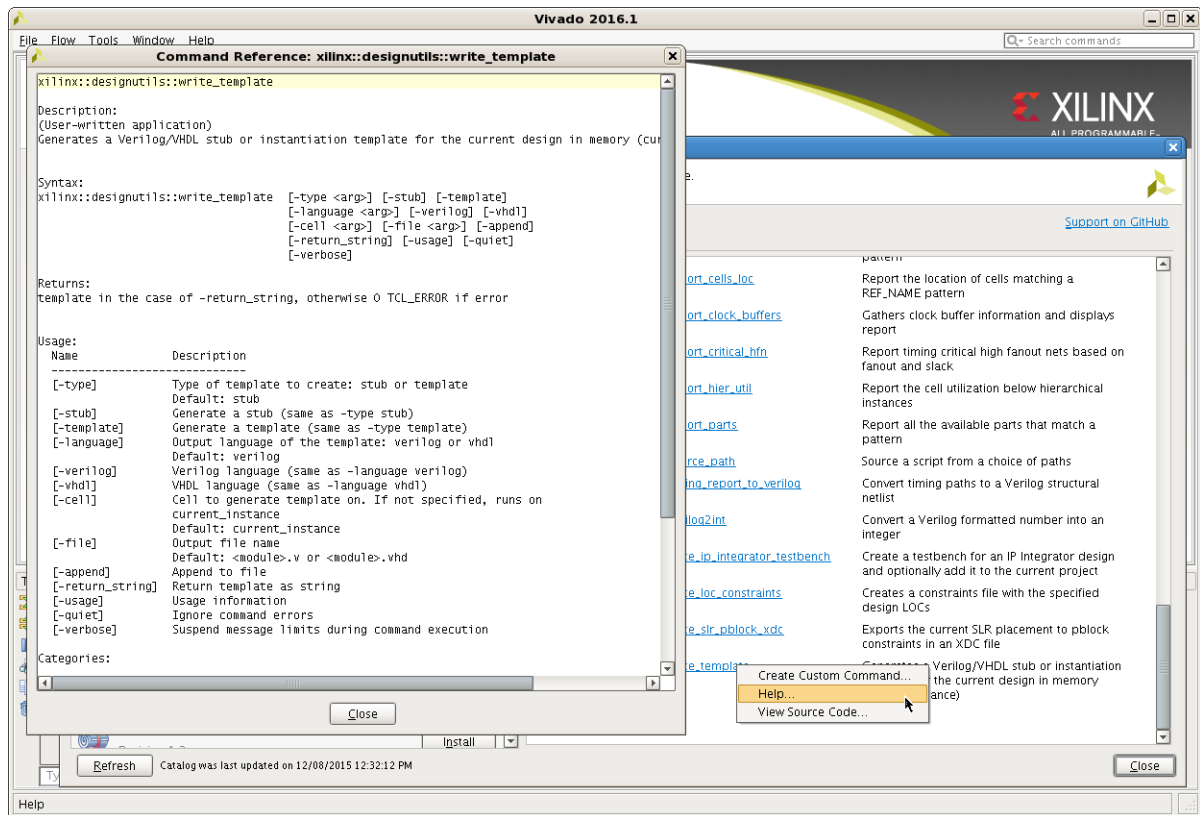 Vivado 2016.1
File Flow Tools Window Help
Search commands
Command Reference: xilinx::designutils::write_template
xilinx::designutils::write_template
Description:
(User-written application)
Generates a Verilog/VHDL stub or instantiation template for the current design in memory (cur
Syntax:
xilinx::designutils::write_template [-type <arg>] [-stub] [-template]
[-language <arg>] [-verilog] [-vhdl]
[-cell <arg>] [-file <arg>] [-append]
[-return_string] [-usage] [-quiet]
[-verbose]
Returns:
template in the case of -return_string, otherwise 0 TCL_ERROR if error
Usage:
Name Description
----------------------------
[-type] Type of template to create: stub or template
Default: stub
[-stub] Generate a stub (same as -type stub)
[-template] Generate a template (same as -type template)
[-language] Output language of the template: verilog or vhdl
Default: verilog
[-verilog] Verilog language (same as -language verilog)
[-vhdl] VHDL language (same as -language vhdl)
[-cell] Cell to generate template on. If not specified, runs on
current_instance
Default: current_instance
[-file] Output file name
Default: <module>.v or <module>.vhd
[-append] Append to file
[-return_string] Return template as string
[-usage] Usage information
[-quiet] Ignore command errors
[-verbose] Suspend message limits during command execution
Categories:
Close
XILINX
ALL PROGRAMMABLE
e.
Support on GitHub
pattern
ort_cells_loc Report the location of cells matching a
REF_NAME pattern
ort_clock_buffers Gathers clock buffer information and displays
report
ort_critical_hfn Report timing critical high fanout nets based on
fanout and slack
ort_hier_util Report the cell utilization below hierarchical
instances
ort_parts Report all the available parts that match a
pattern
rce_path Source a script from a choice of paths
ing_report_to_verilog Convert timing paths to a Verilog structural
netlist
ilog2int Convert a Verilog formatted number into an
integer
te_ip_integrator_testbench Create a testbench for an IP Integrator design
and optionally add it to the current project
te_loc_constraints Creates a constraints file with the specified
design LOCs
te_slr_pblock_xdc Exports the current SLR placement to pblock
constraints in an XDC file
te_template Generates a Verilog/VHDL stub or instantiation
the current design in memory
ance)
Create Custom Command...
Help...
View Source Code...
Install
Refresh Catalog was last updated on 12/08/2015 12:32:12 PM
Close
Ty
Help